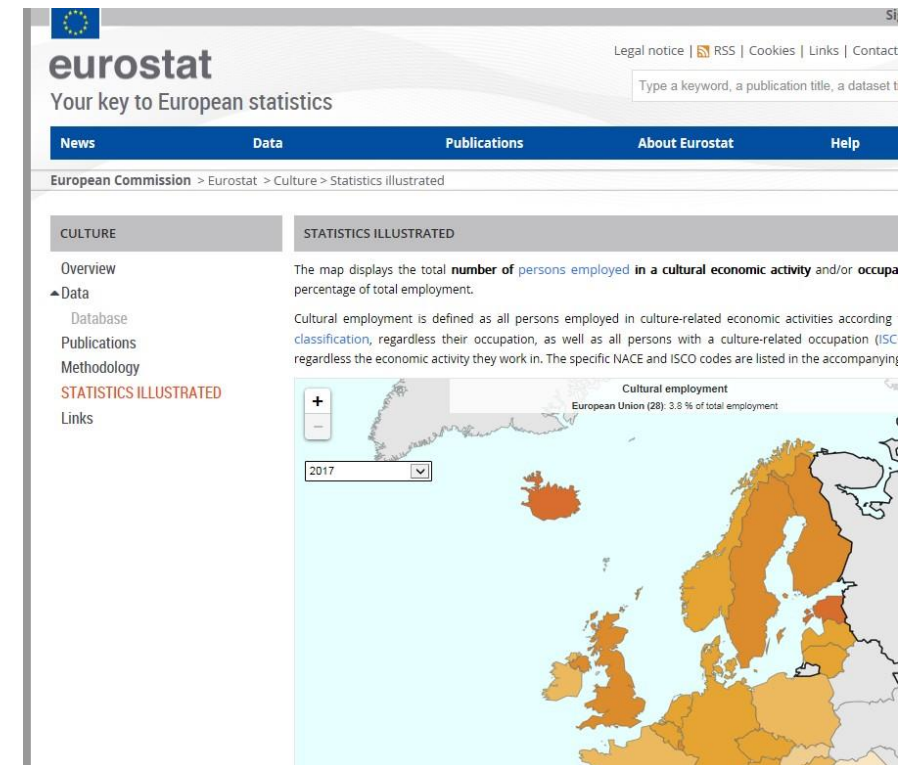 Legal notice | RSS | Cookies | Links | Contact
eurostat
Your key to European statistics
Type a keyword, a publication title, a dataset
News Data Publications About Eurostat Help
European Commission > Eurostat > Culture > Statistics illustrated
CULTURE
Overview
Data
Database
Publications
Methodology
STATISTICS ILLUSTRATED
Links
STATISTICS ILLUSTRATED
The map displays the total number of persons employed in a cultural economic activity and/or occupa
percentage of total employment.
Cultural employment is defined as all persons employed in culture-related economic activities according
classification, regardless their occupation, as well as all persons with a culture-related occupation (ISC
regardless the economic activity they work in. The specific NACE and ISCO codes are listed in the accompanying
Cultural employment
European Union (28): 3.8 % of total employment
+
−
2017